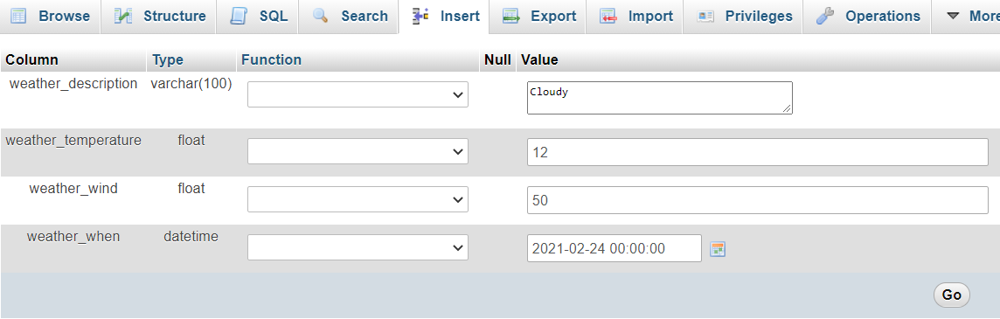 Browse Structure SQL Search Insert Export Import Privileges Operations More
Column Type Function Null Value
weather_description varchar(100) Cloudy
weather_temperature float 12
weather_wind float 50
weather_when datetime 2021-02-24 00:00:00
Go